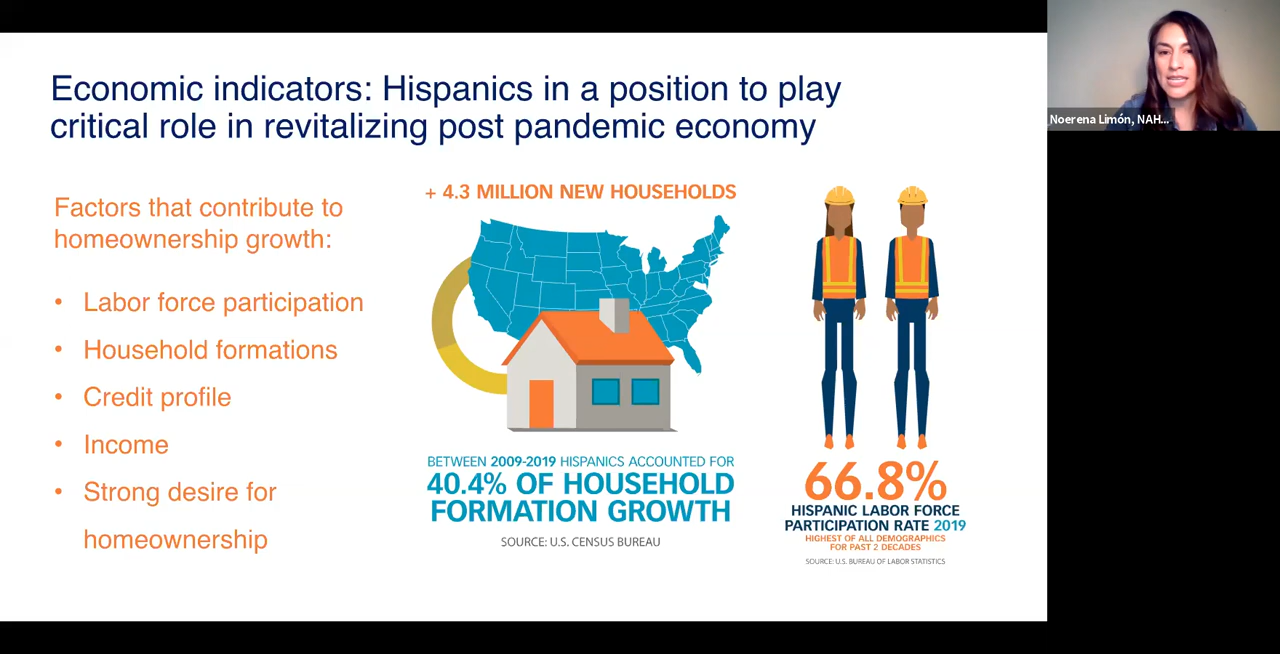 Economic indicators: Hispanics in a position to play
critical role in revitalizing post pandemic economy
Factors that contribute to
homeownership growth:
• Labor force participation
• Household formations
• Credit profile
• Income
• Strong desire for
homeownership
+ 4.3 MILLION NEW HOUSEHOLDS
BETWEEN 2009-2019 HISPANICS ACCOUNTED FOR
40.4% OF HOUSEHOLD
FORMATION GROWTH
SOURCE: U.S. CENSUS BUREAU
66.8%
HISPANIC LABOR FORCE
PARTICIPATION RATE 2019
HIGHEST OF ALL DEMOGRAPHICS
FOR PAST 2 DECADES
SOURCE: U.S. BUREAU OF LABOR STATISTICS
Noerena Limón, NAH...